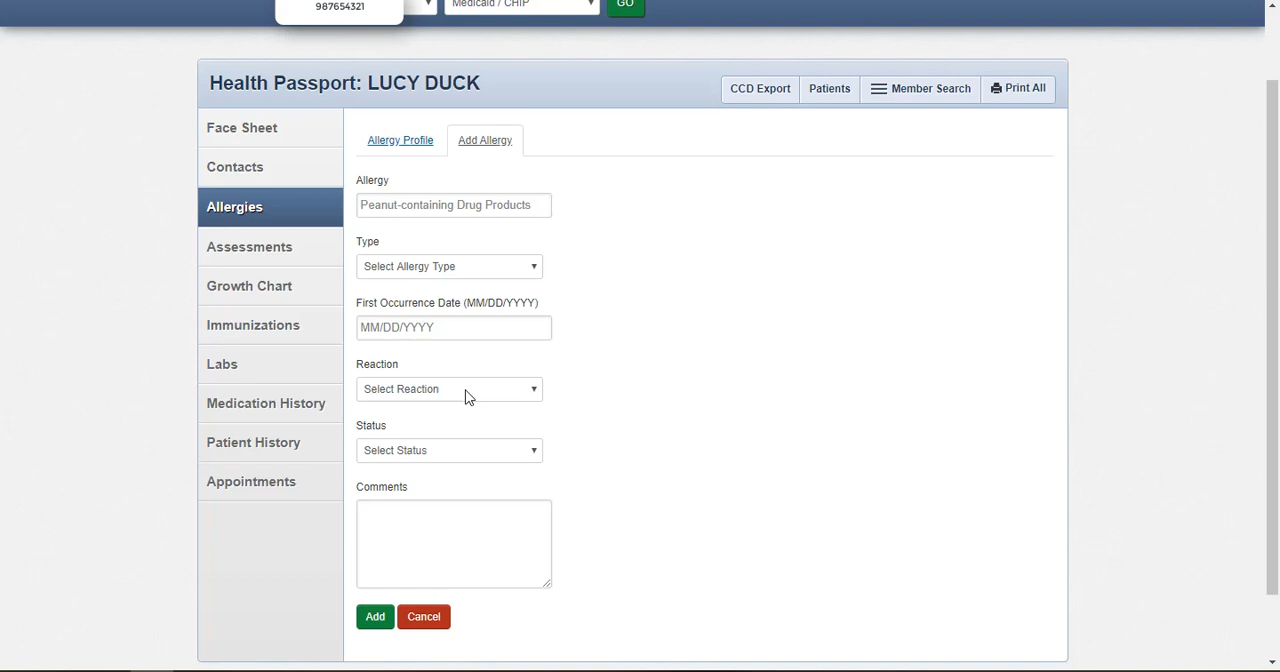 987654321
Medicaid / CHIP
GO
Health Passport: LUCY DUCK
CCD Export
Patients
Member Search
Print All
Face Sheet
Contacts
Allergies
Assessments
Growth Chart
Immunizations
Labs
Medication History
Patient History
Appointments
Allergy Profile
Add Allergy
Allergy
Peanut-containing Drug Products
Type
Select Allergy Type
First Occurrence Date (MM/DD/YYYY)
MM/DD/YYYY
Reaction
Select Reaction
Status
Select Status
Comments
Add
Cancel